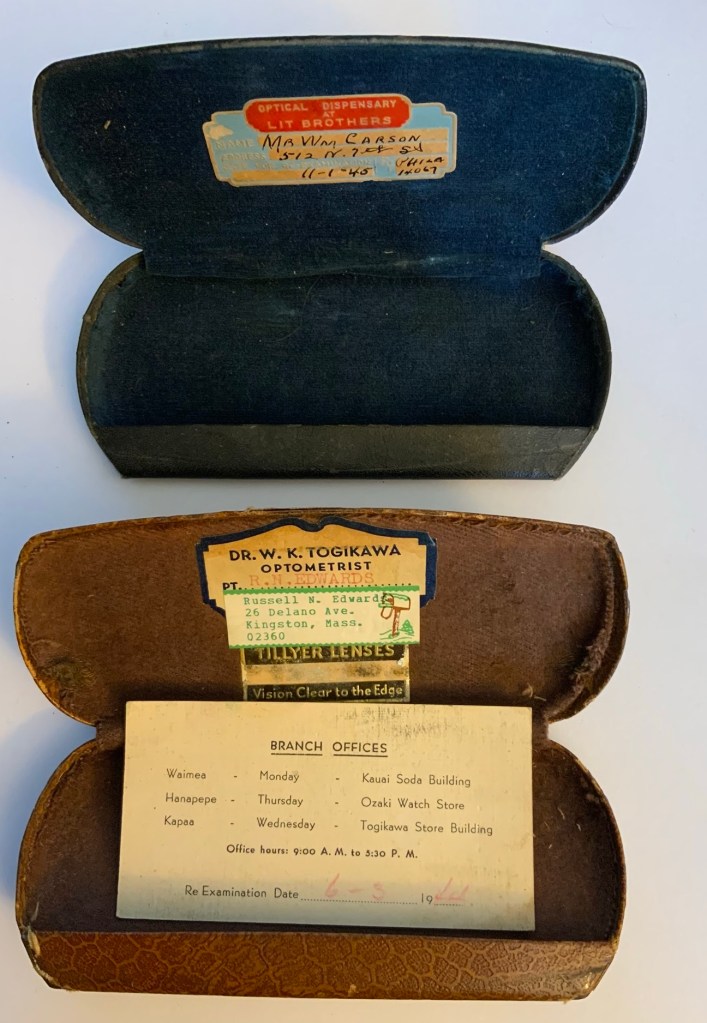 OPTICAL DISPENSARY
AT
LIT BROTHERS
MR WM CARSON
512 N. 7th St
PHILA
11-1-45 14067
DR. W. K. TOGIKAWA
OPTOMETRIST
PT. R.N.EDWARDS
Russell N. Edwards
26 Delano Ave.
Kingston, Mass.
02360
TILLYER LENSES
Vision Clear to the Edge
BRANCH OFFICES
Waimea - Monday - Kauai Soda Building
Hanapepe - Thursday - Ozaki Watch Store
Kapaa - Wednesday - Togikawa Store Building
Office hours: 9:00 A. M. to 5:30 P. M.
Re Examination Date 6-3 1944